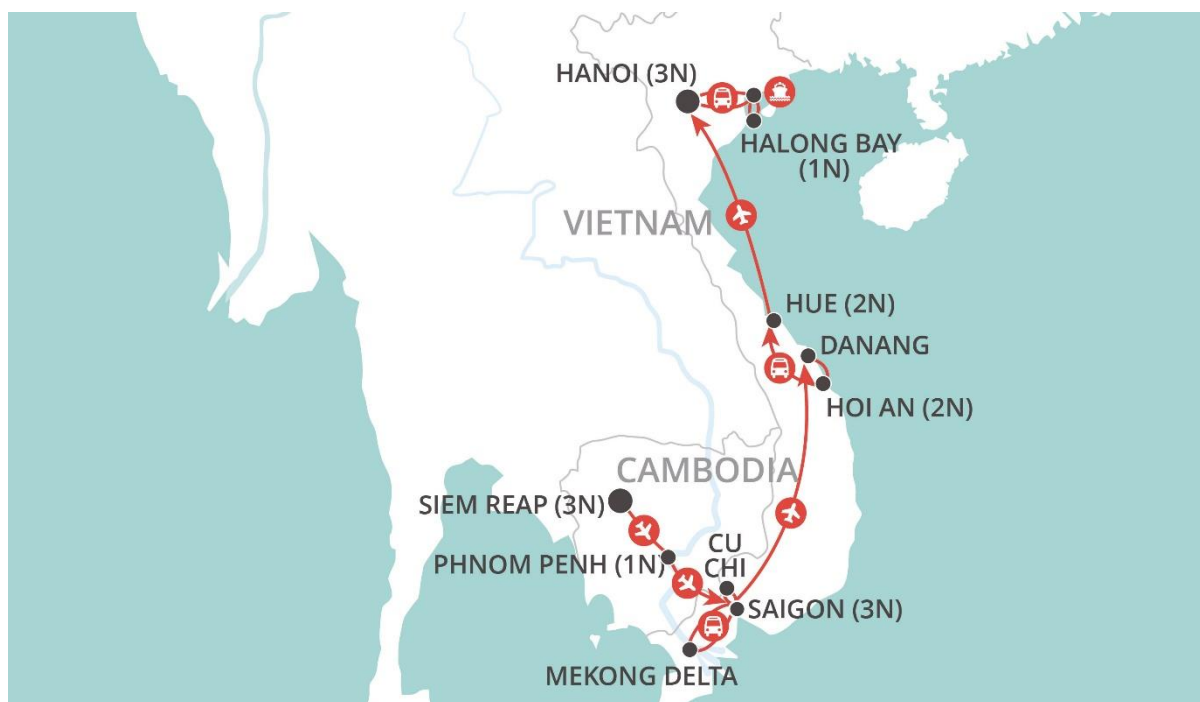 HANOI (3N)
HALONG BAY
(1N)
VIETNAM
HUE (2N)
DANANG
HOI AN (2N)
CAMBODIA
SIEM REAP (3N)
CU
CHI
PHNOM PENH (1N)
SAIGON (3N)
MEKONG DELTA